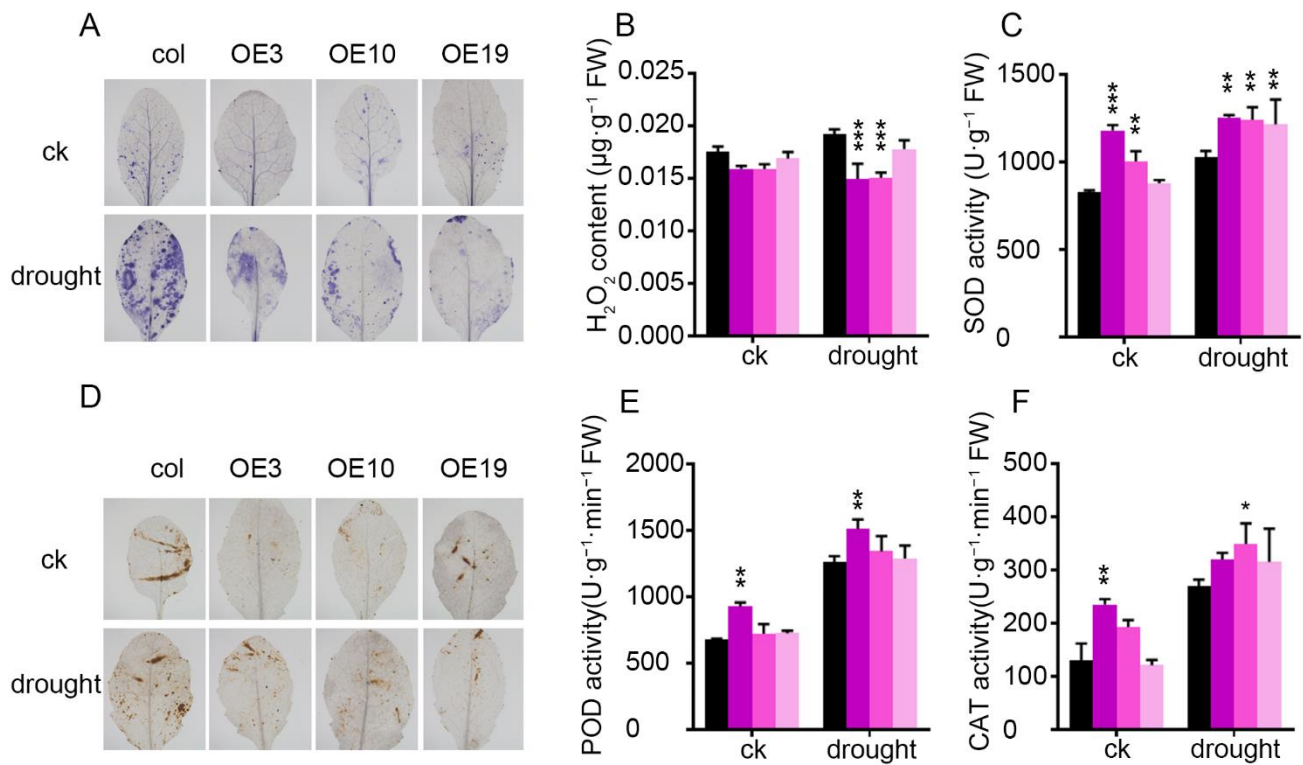 A
col OE3 OE10 OE19
ck
drought
B
H₂O₂ content (μg·g⁻¹ FW)
0.025
0.020
0.015
0.010
0.005
0.000
*** ***
ck drought
C
SOD activity (U·g⁻¹ FW)
1500
1000
500
0
*** ** ** ** **
ck drought
D
col OE3 OE10 OE19
ck
drought
E
POD activity(U·g⁻¹·min⁻¹ FW)
2000
1500
1000
500
0
** **
ck drought
F
CAT activity(U·g⁻¹·min⁻¹ FW)
500
400
300
200
100
0
** *
ck drought